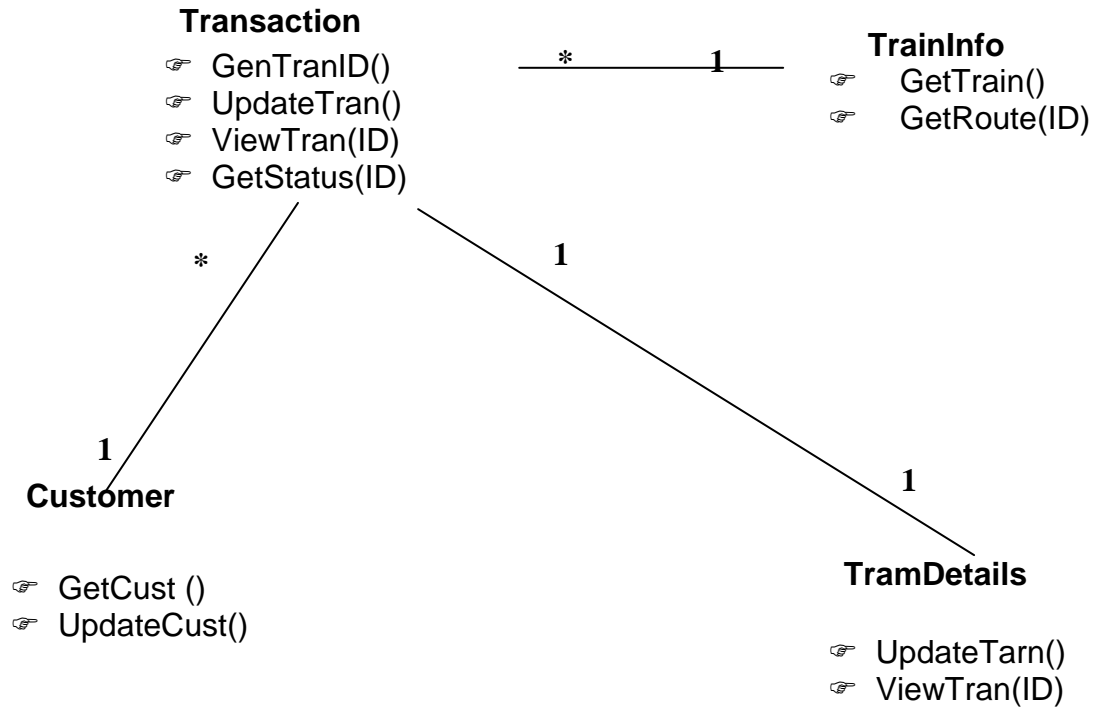 Transaction
☞ GenTranID()
☞ UpdateTran()
☞ ViewTran(ID)
☞ GetStatus(ID)
* 1
TrainInfo
☞ GetTrain()
☞ GetRoute(ID)
*
1
1
1
Customer
☞ GetCust ()
☞ UpdateCust()
TramDetails
☞ UpdateTarn()
☞ ViewTran(ID)